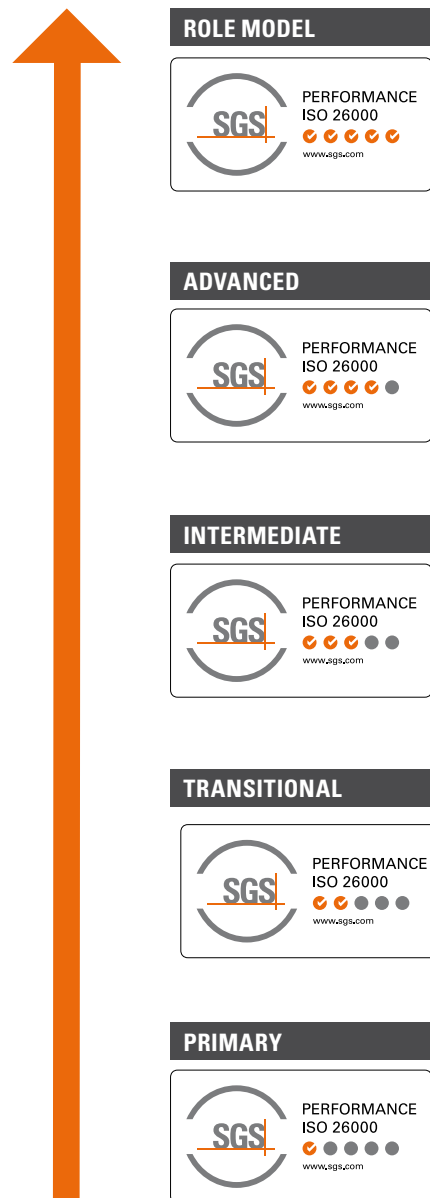 ROLE MODEL
SGS
PERFORMANCE
ISO 26000
www.sgs.com
ADVANCED
SGS
PERFORMANCE
ISO 26000
www.sgs.com
INTERMEDIATE
SGS
PERFORMANCE
ISO 26000
www.sgs.com
TRANSITIONAL
SGS
PERFORMANCE
ISO 26000
www.sgs.com
PRIMARY
SGS
PERFORMANCE
ISO 26000
www.sgs.com